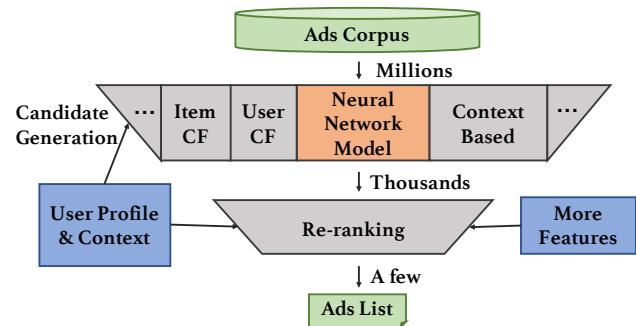 Ads Corpus
Millions
Candidate
Generation
...
Item
CF
User
CF
Neural
Network
Model
Context
Based
...
Thousands
User Profile
& Context
Re-ranking
More
Features
A few
Ads List